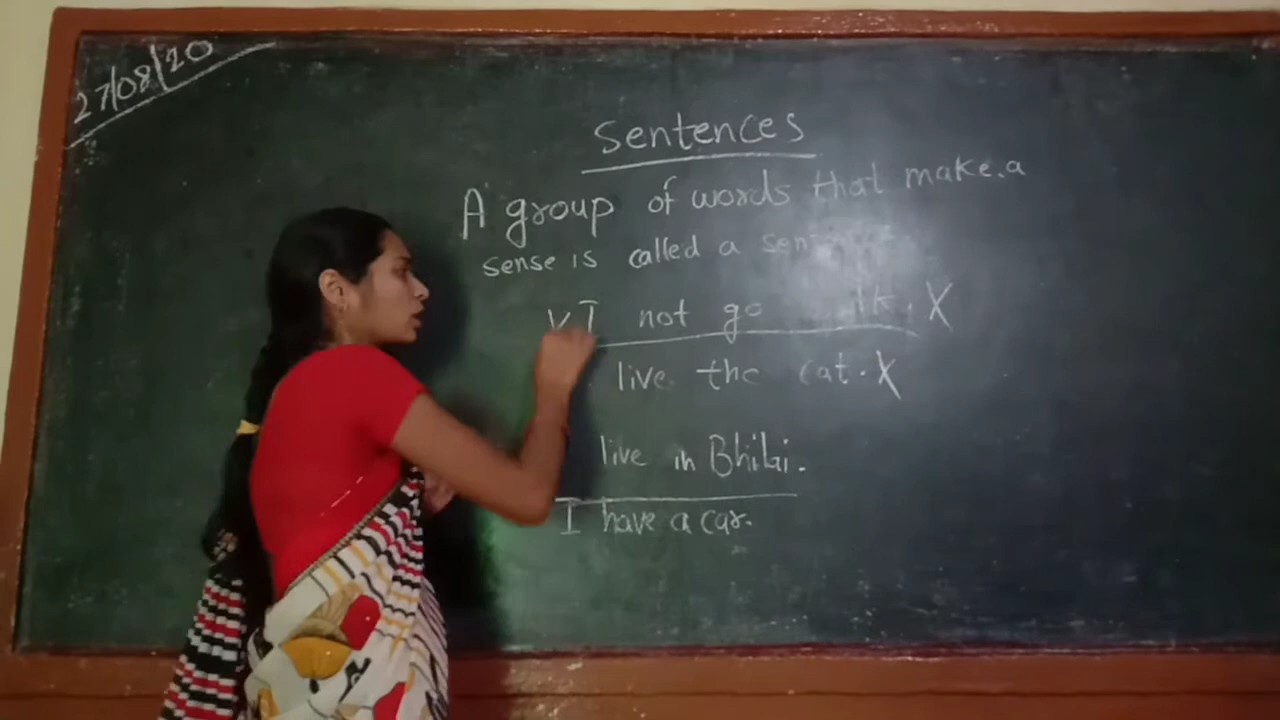 27/08/20
Sentences
A group of words that make a
sense is called a
I not go X
live the cat. X
live in
I have a car.